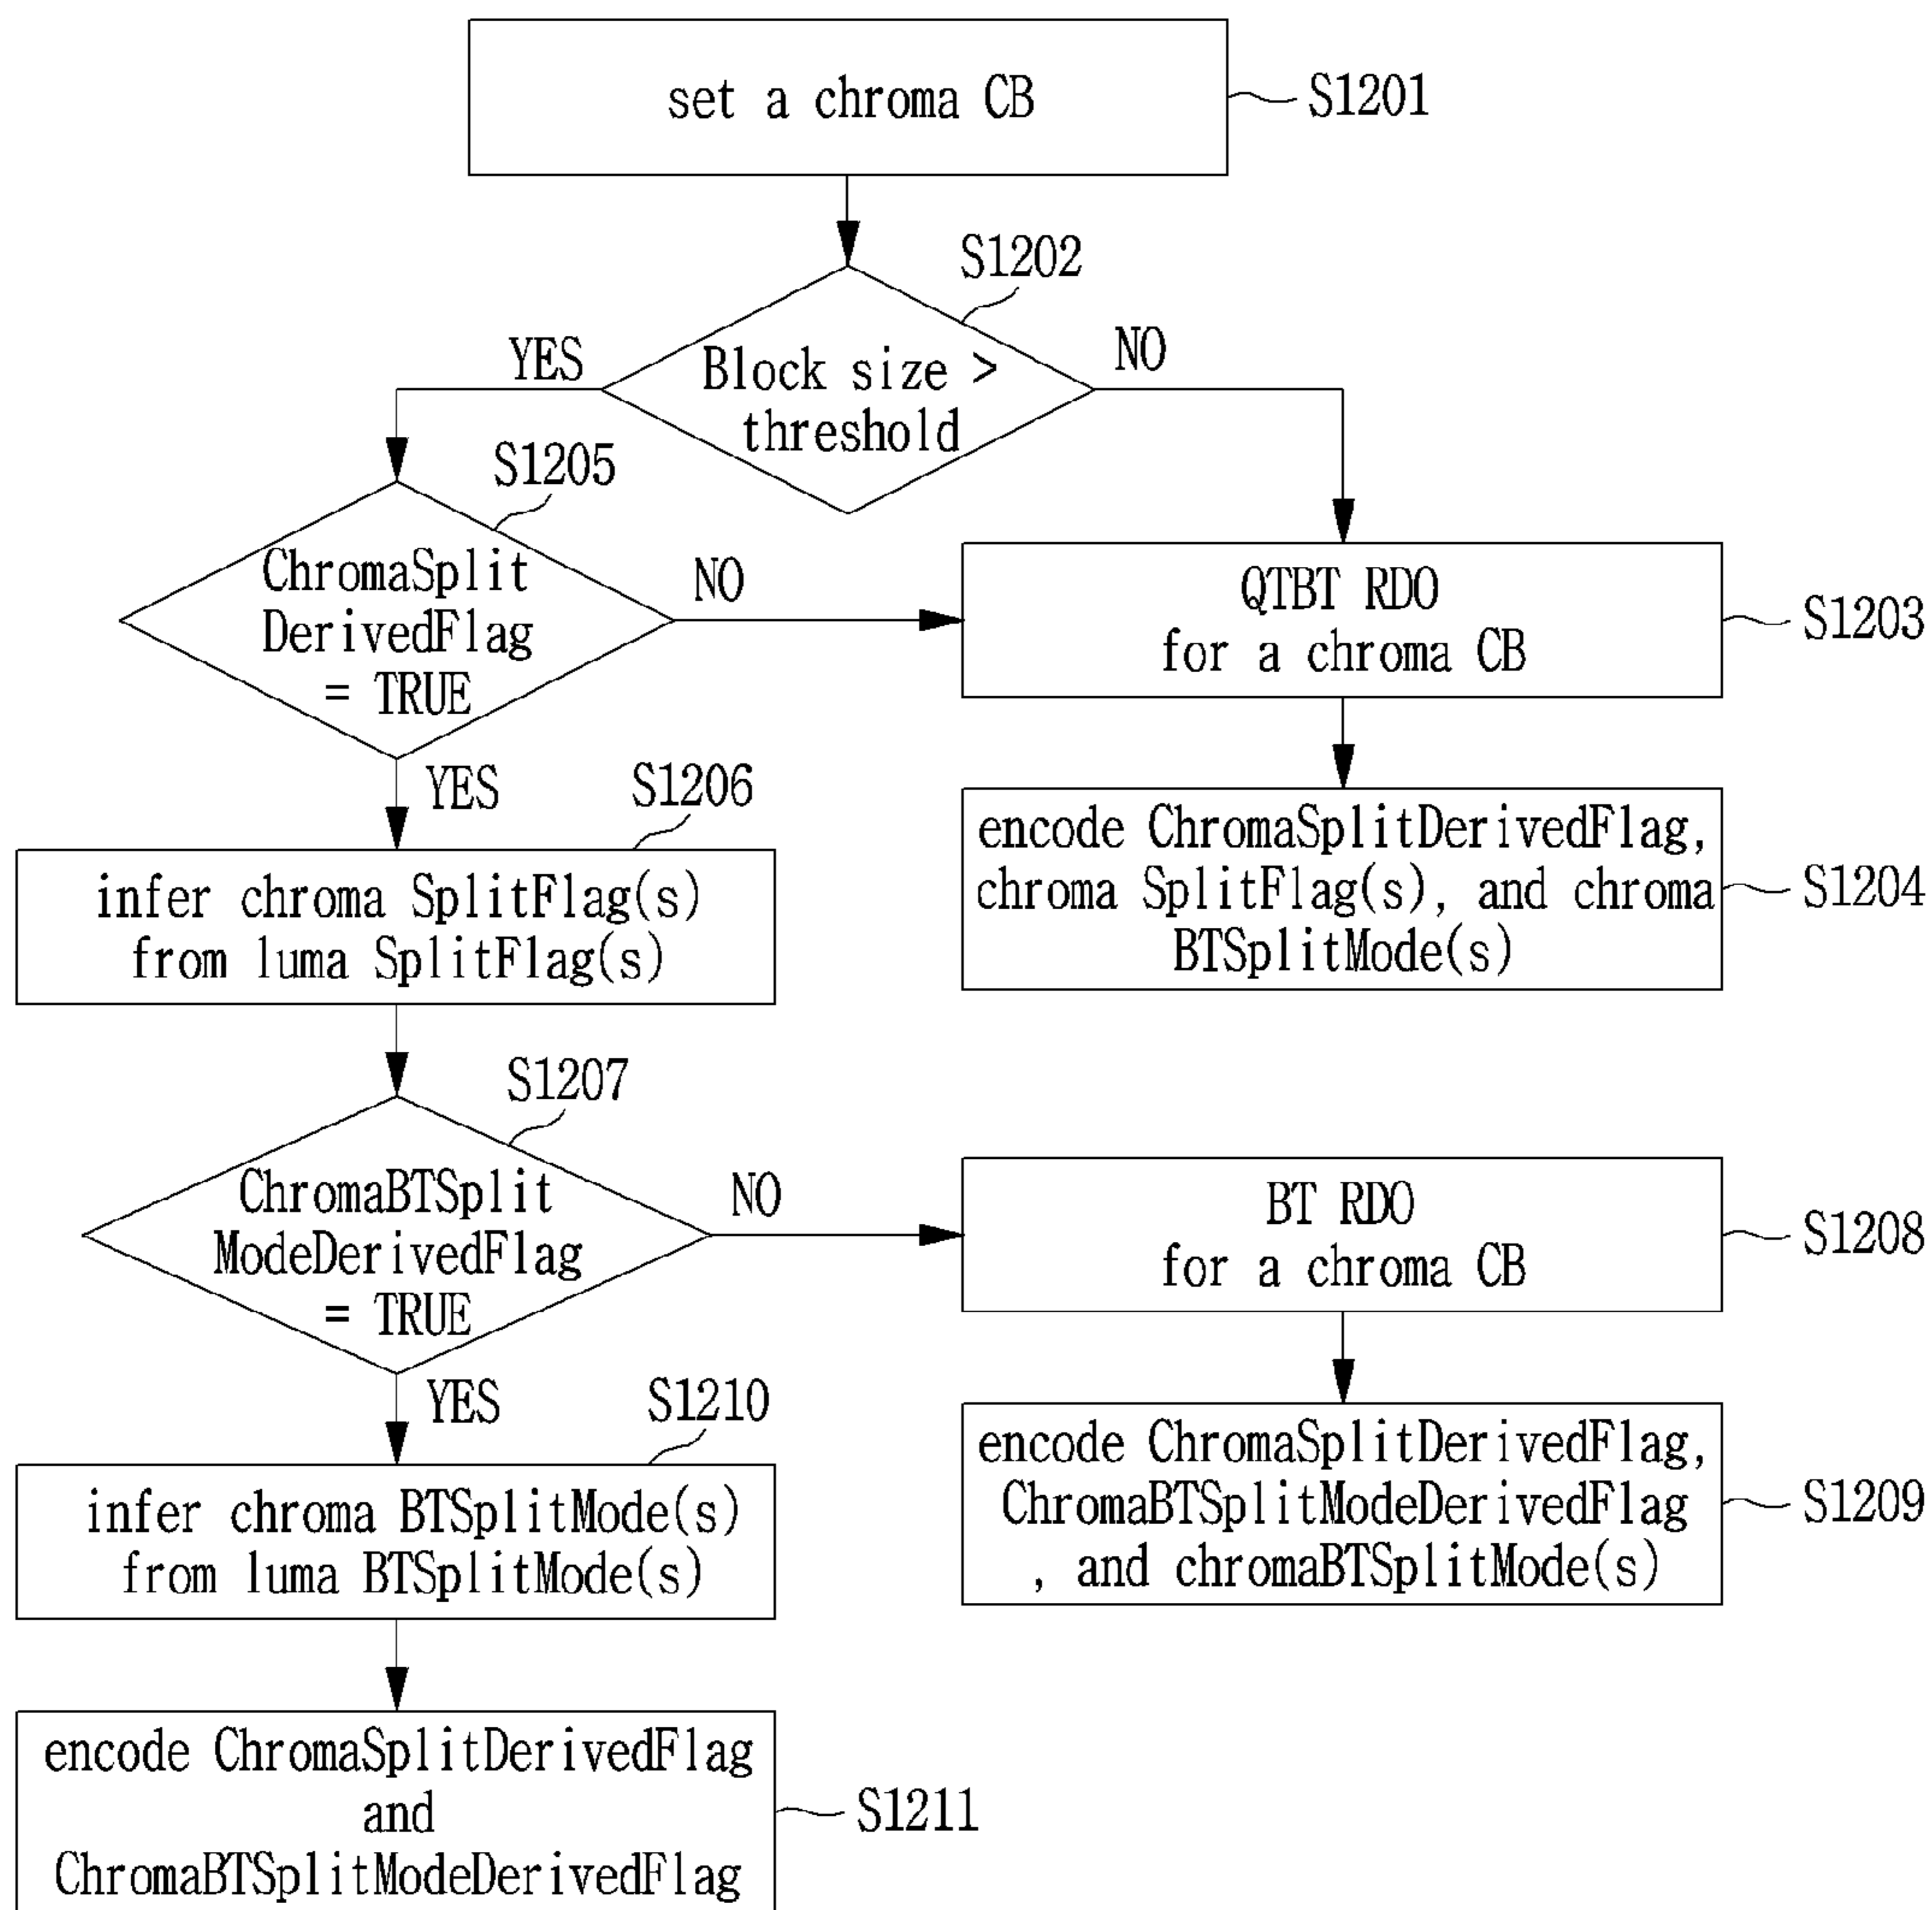 set a chroma CB
S1201
S1202
YES
NO
Block size >
threshold
S1205
ChromaSplit
DerivedFlag
= TRUE
NO
QTBT RDO
for a chroma CB
S1203
YES
S1206
encode ChromaSplitDerivedFlag,
chroma SplitFlag(s), and chroma
BTSplitMode(s)
S1204
infer chroma SplitFlag(s)
from luma SplitFlag(s)
S1207
ChromaBTSplit
ModeDerivedFlag
= TRUE
NO
BT RDO
for a chroma CB
S1208
YES
S1210
encode ChromaSplitDerivedFlag,
ChromaBTSplitModeDerivedFlag
, and chromaBTSplitMode(s)
S1209
infer chroma BTSplitMode(s)
from luma BTSplitMode(s)
encode ChromaSplitDerivedFlag
and
ChromaBTSplitModeDerivedFlag
S1211